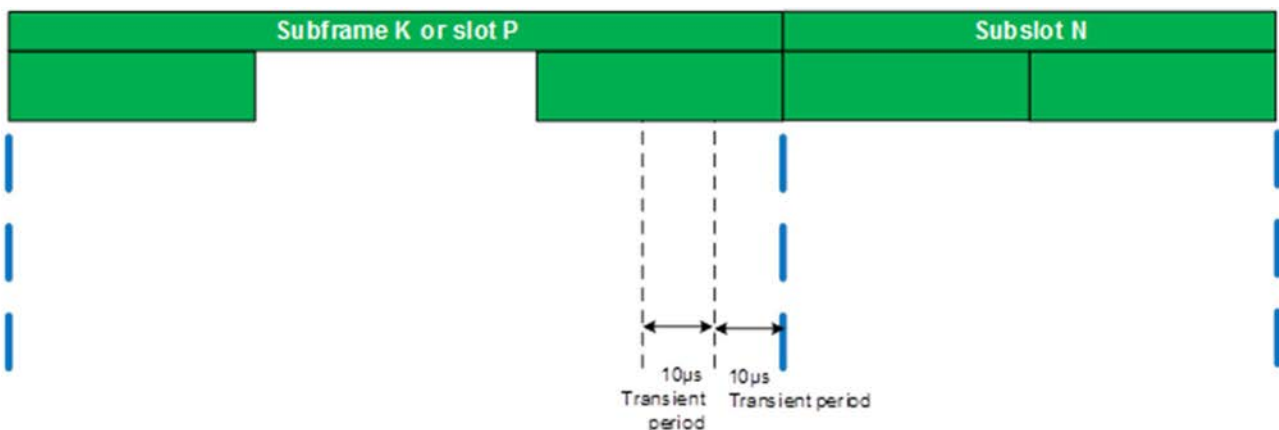 Subframe K or slot P
Subslot N
10µs
Transient
period
10µs
Transient period